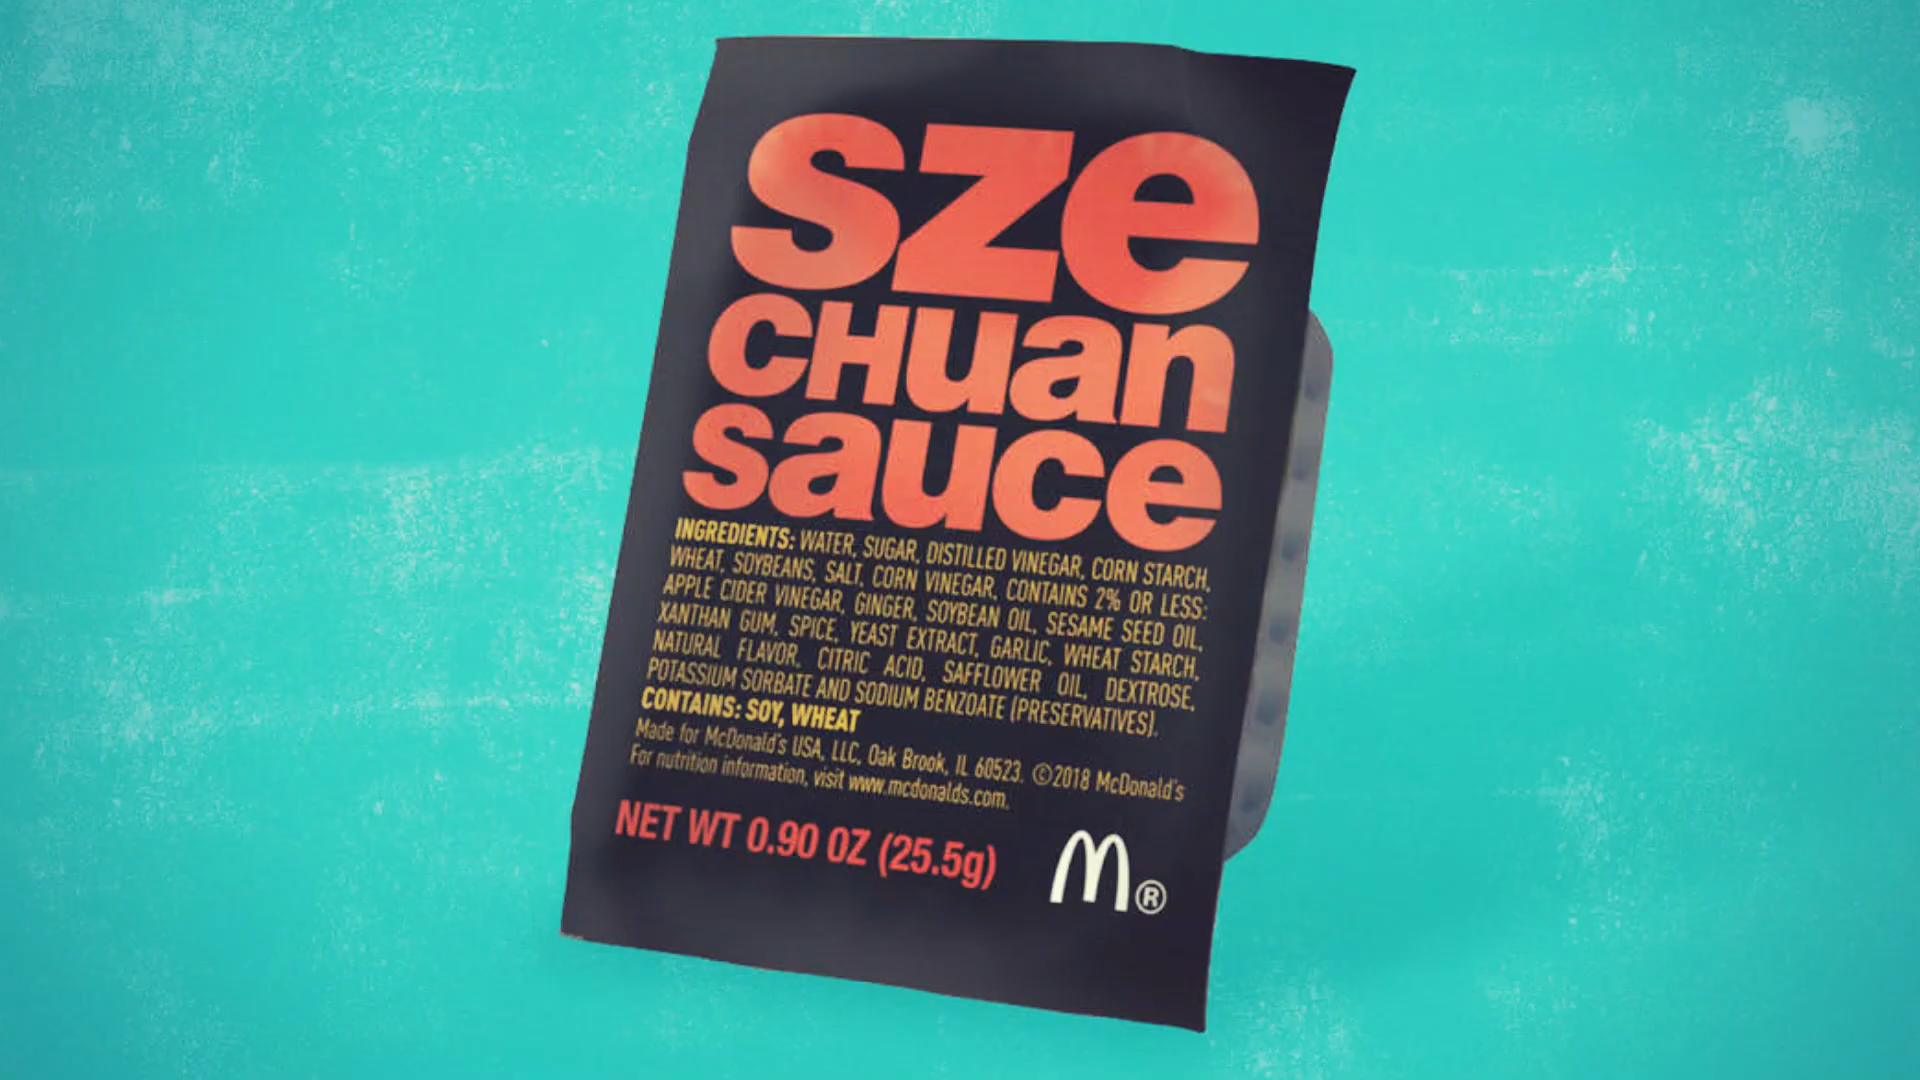 sze
CHuan
sauce
INGREDIENTS: WATER, SUGAR, DISTILLED VINEGAR, CORN STARCH,
WHEAT, SOYBEANS, SALT, CORN VINEGAR, CONTAINS 2% OR LESS:
APPLE CIDER VINEGAR, GINGER, SOYBEAN OIL, SESAME SEED OIL,
XANTHAN GUM, SPICE, YEAST EXTRACT, GARLIC, WHEAT STARCH,
NATURAL FLAVOR, CITRIC ACID, SAFFLOWER OIL, DEXTROSE,
POTASSIUM SORBATE AND SODIUM BENZOATE (PRESERVATIVES).
CONTAINS: SOY, WHEAT
Made for McDonald's USA, LLC, Oak Brook, IL 60523. ©2018 McDonald's
For nutrition information, visit www.mcdonalds.com.
NET WT 0.90 OZ (25.5g)
M®